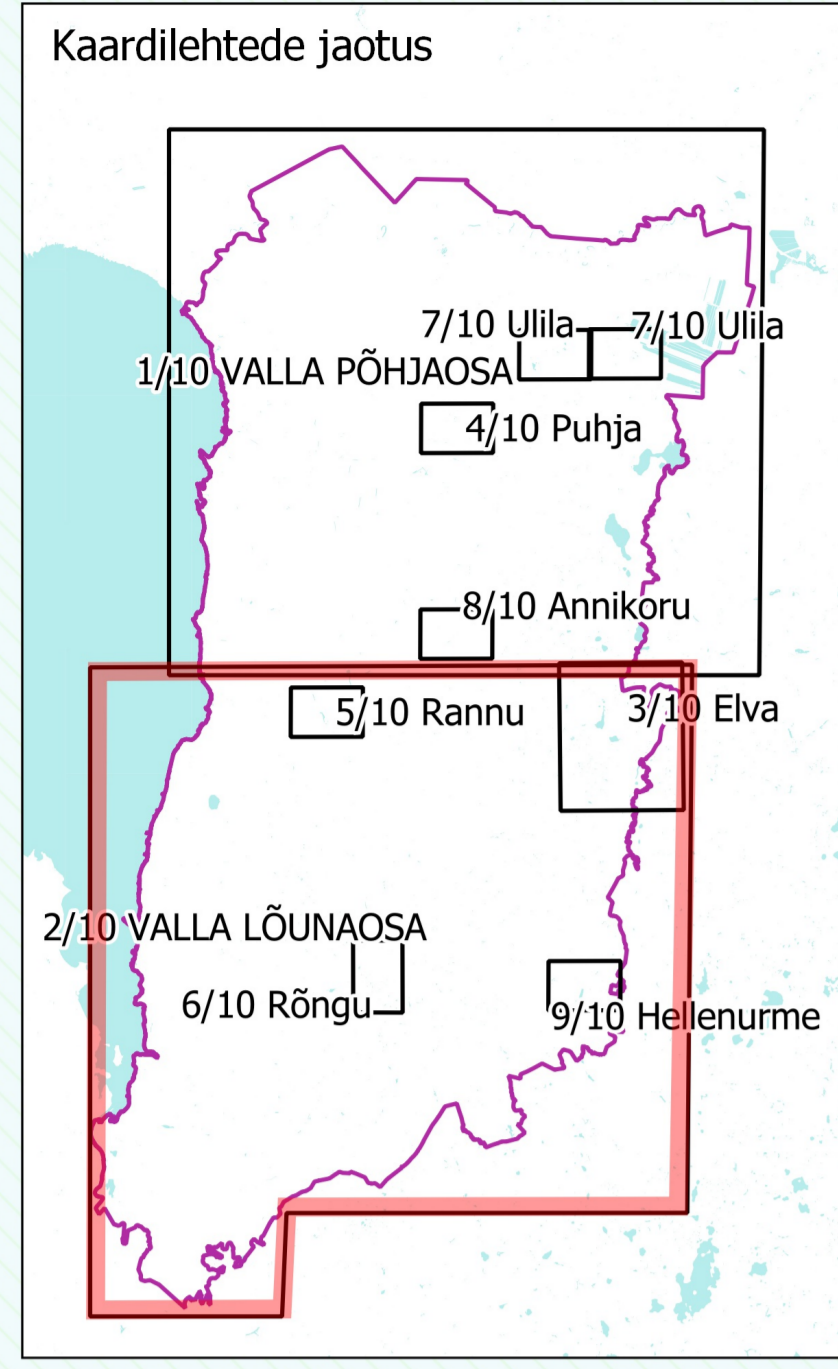 Kaardilehtede jaotus
7/10 Ulila
7/10 Ulila
1/10 VALLA PÕHJAOSA
4/10 Puhja
8/10 Annikoru
5/10 Rannu
3/10 Elva
2/10 VALLA LÕUNAOSA
6/10 Rõngu
9/10 Hellenurme